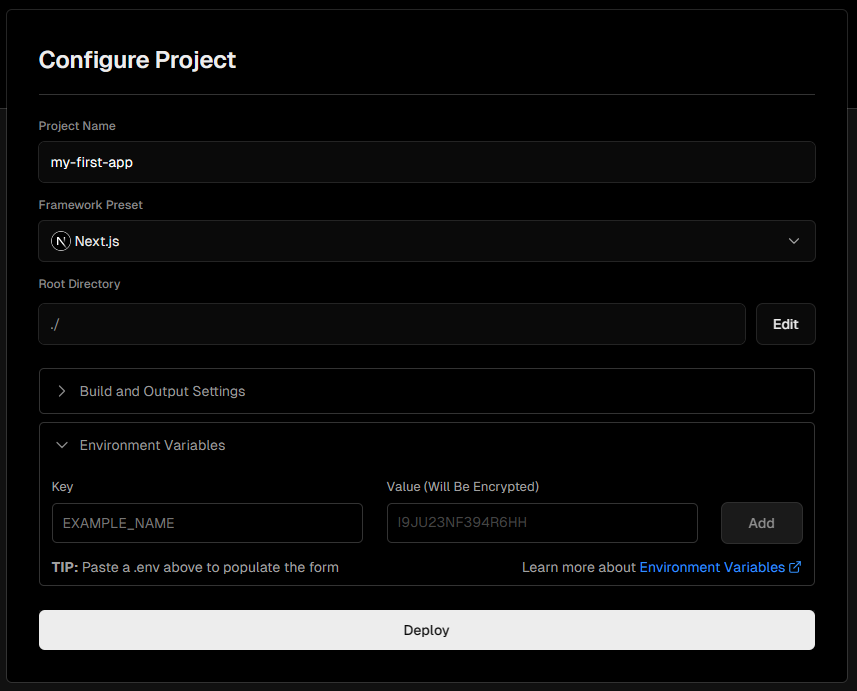 Configure Project
Project Name
my-first-app
Framework Preset
N Next.js
Root Directory
./
Edit
Build and Output Settings
Environment Variables
Key
Value (Will Be Encrypted)
EXAMPLE_NAME
I9JU23NF394R6HH
Add
TIP: Paste a .env above to populate the form
Learn more about Environment Variables
Deploy